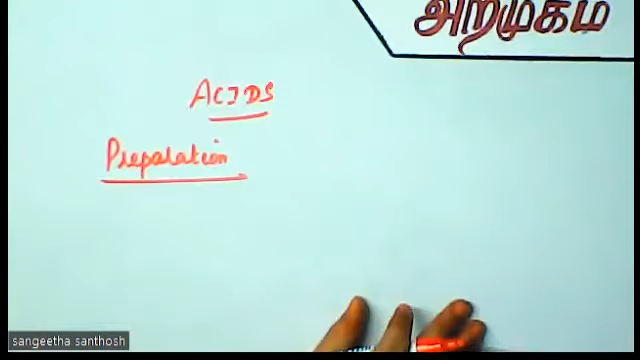 அறிமுகம்
ACIDS
Preparation
sangeetha santhosh